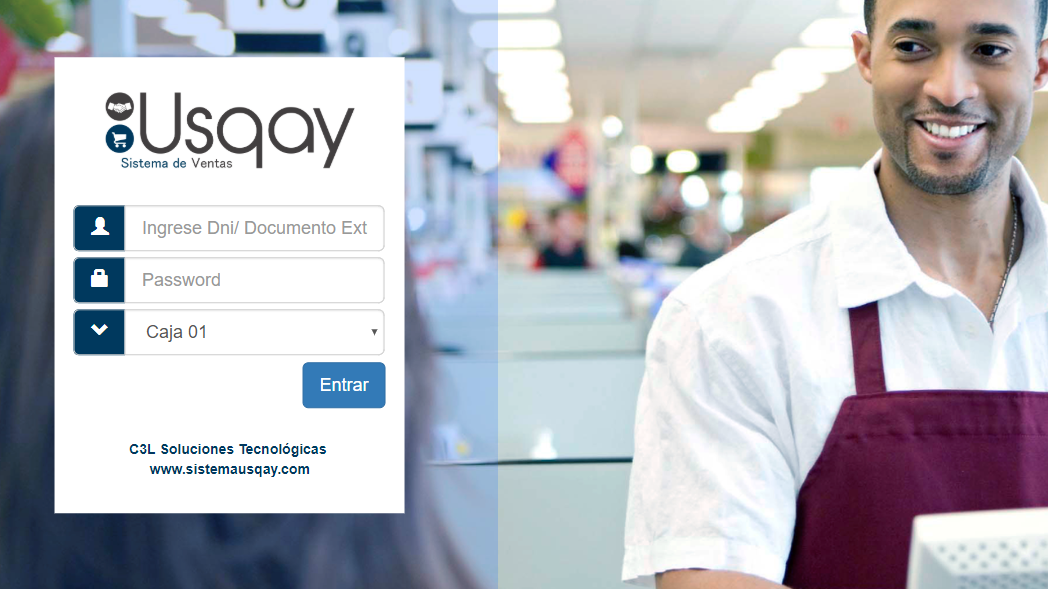 Usqay
Sistema de Ventas
Ingrese Dni/ Documento Ext
Password
Caja 01
Entrar
C3L Soluciones Tecnológicas
www.sistemausqay.com